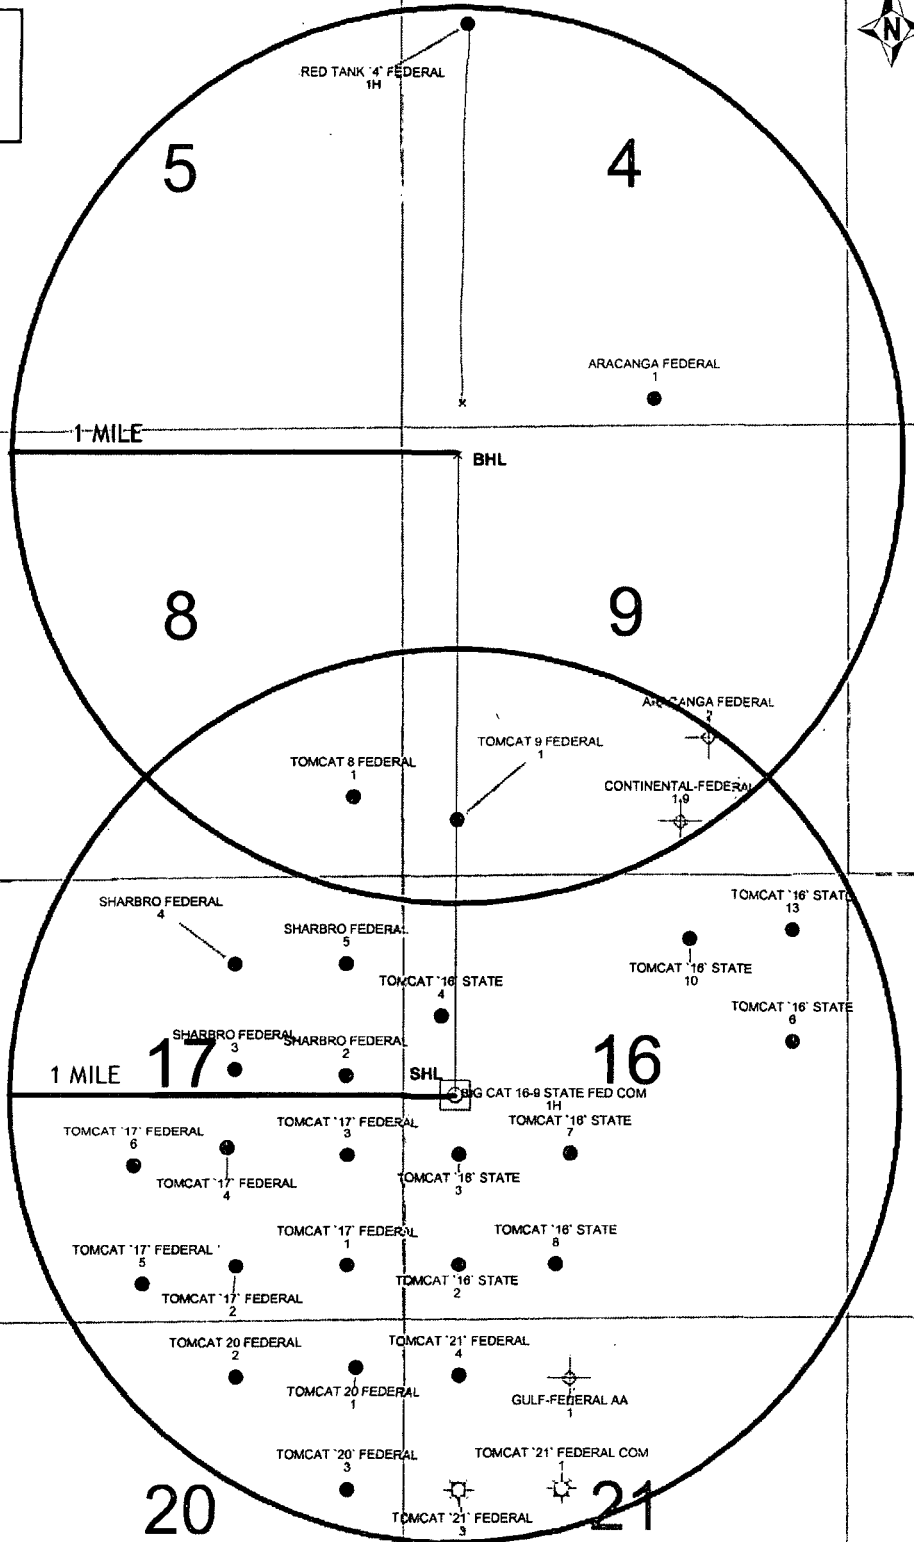 N
RED TANK '4' FEDERAL
1H
5
4
ARACANGA FEDERAL
1
1 MILE
BHL
8
9
FEDERAL
2
TOMCAT 9 FEDERAL
1
TOMCAT 8 FEDERAL
1
CONTINENTAL-FEDERAL
1,9
SHARBRO FEDERAL
4
SHARBRO FEDERAL
5
TOMCAT '16' STATE
13
TOMCAT '16' STATE
10
TOMCAT '16' STATE
4
TOMCAT '16' STATE
6
SHARBRO FEDERAL
3
SHARBRO FEDERAL
2
17
16
1 MILE
SHL
BIG CAT 16-9 STATE FED COM
1H
TOMCAT '17' FEDERAL
6
TOMCAT '17' FEDERAL
4
TOMCAT '17' FEDERAL
3
TOMCAT '16' STATE
3
TOMCAT '16' STATE
7
TOMCAT '17' FEDERAL
5
TOMCAT '17' FEDERAL
2
TOMCAT '17' FEDERAL
1
TOMCAT '16' STATE
2
TOMCAT '16' STATE
8
TOMCAT 20 FEDERAL
2
TOMCAT 20 FEDERAL
1
TOMCAT '21' FEDERAL
4
GULF-FEDERAL AA
1
TOMCAT '20' FEDERAL
3
TOMCAT '21' FEDERAL COM
1
TOMCAT '21' FEDERAL
3
20
21